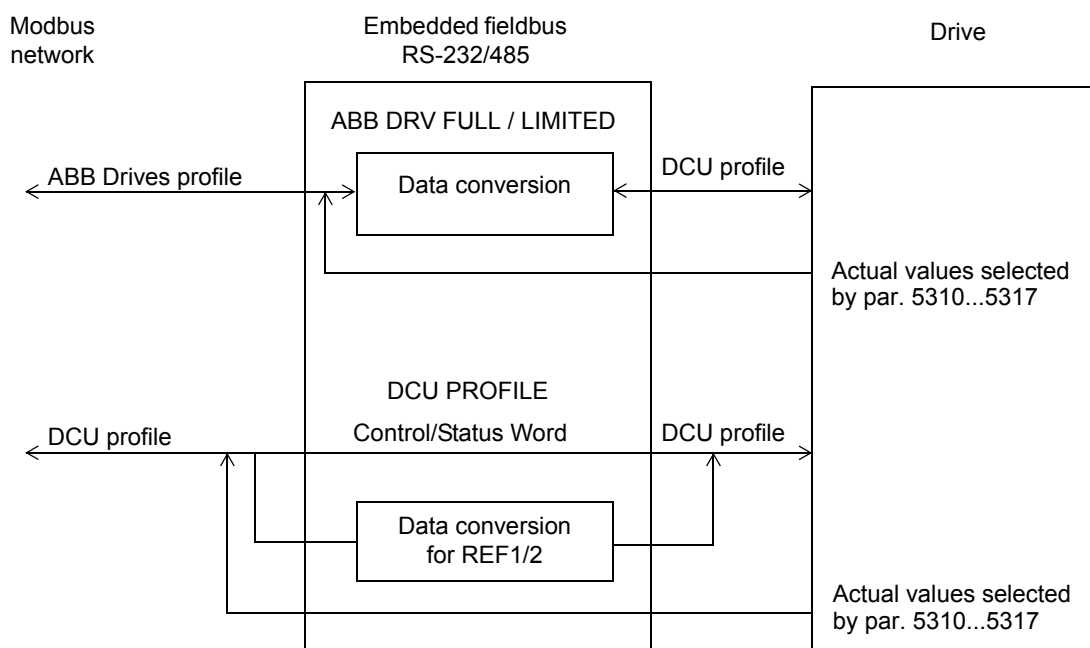 Modbus
network
Embedded fieldbus
RS-232/485
Drive
ABB DRV FULL / LIMITED
ABB Drives profile
Data conversion
DCU profile
Actual values selected
by par. 5310...5317
DCU PROFILE
DCU profile
Control/Status Word
DCU profile
Data conversion
for REF1/2
Actual values selected
by par. 5310...5317